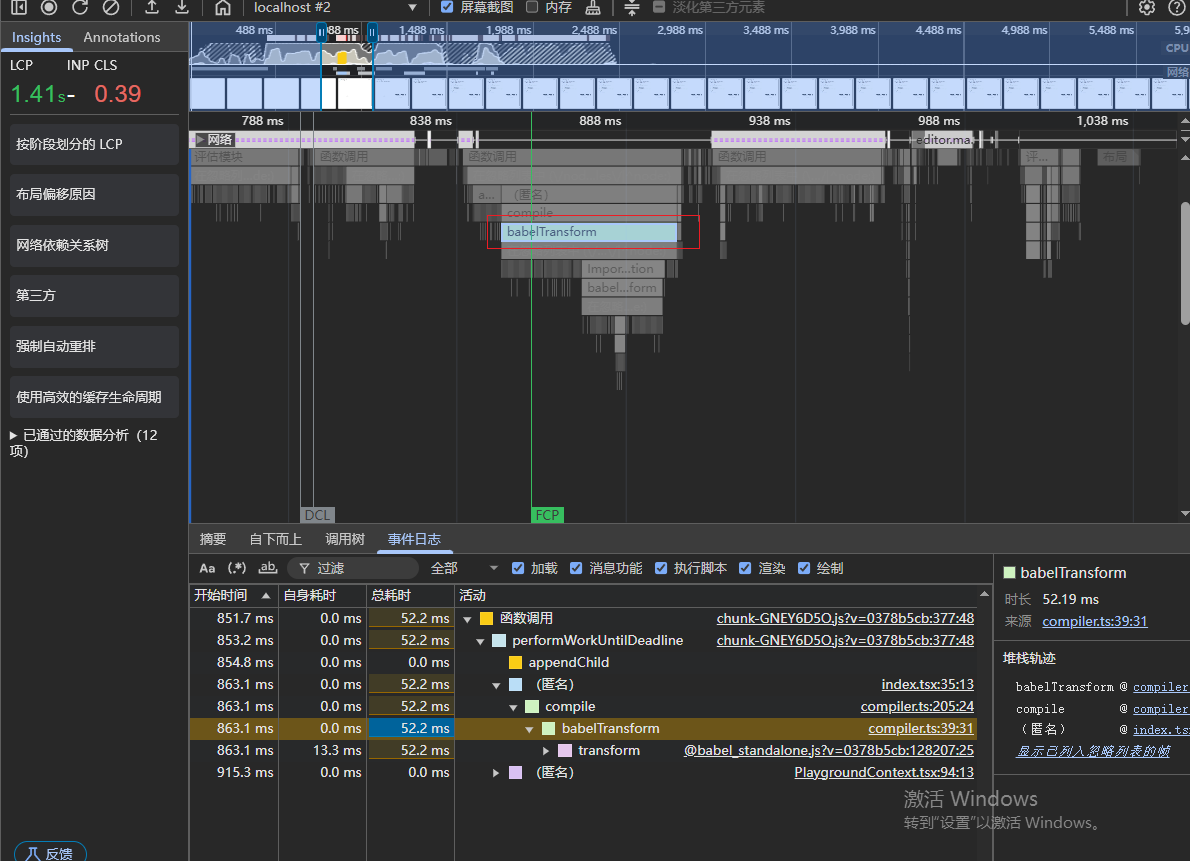 localhost #2 屏幕截图 内存 淡化第三方元素
Insights Annotations
488 ms 88 ms 1,488 ms 1,988 ms 2,488 ms 2,988 ms 3,488 ms 3,988 ms 4,488 ms 4,988 ms 5,488 ms 5,9
CPU
网络
LCP INP CLS
1.41s - 0.39
按阶段划分的 LCP
布局偏移原因
网络依赖关系树
第三方
强制自动重排
使用高效的缓存生命周期
已通过的数据分析（12
项）
反馈
788 ms 838 ms 888 ms 938 ms 988 ms 1,038 ms
网络 editor.ma
评估模块 函数调用 函数调用 函数调用 评... 布局
a... （匿名）
compile
babelTransform
Impor...tion
babel...form
DCL FCP
摘要 自下而上 调用树 事件日志
Aa (.*) ab 过滤 全部 加载 消息功能 执行脚本 渲染 绘制
开始时间 自身耗时 总耗时 活动
851.7 ms 0.0 ms 52.2 ms 函数调用 chunk-GNEY6D5O.js?v=0378b5cb:377:48
853.2 ms 0.0 ms 52.2 ms performWorkUntilDeadline chunk-GNEY6D5O.js?v=0378b5cb:377:48
854.8 ms 0.0 ms 0.0 ms appendChild
863.1 ms 0.0 ms 52.2 ms （匿名） index.tsx:35:13
863.1 ms 0.0 ms 52.2 ms compile compiler.ts:205:24
863.1 ms 0.0 ms 52.2 ms babelTransform compiler.ts:39:31
863.1 ms 13.3 ms 52.2 ms transform @babel_standalone.js?v=0378b5cb:128207:25
915.3 ms 0.0 ms 0.0 ms （匿名） PlaygroundContext.tsx:94:13
babelTransform
时长 52.19 ms
来源 compiler.ts:39:31
堆栈轨迹
babelTransform @ compiler
compile @ compiler
（匿名） @ index.ts
显示已列入忽略列表的帧
激活 Windows
转到“设置”以激活 Windows。